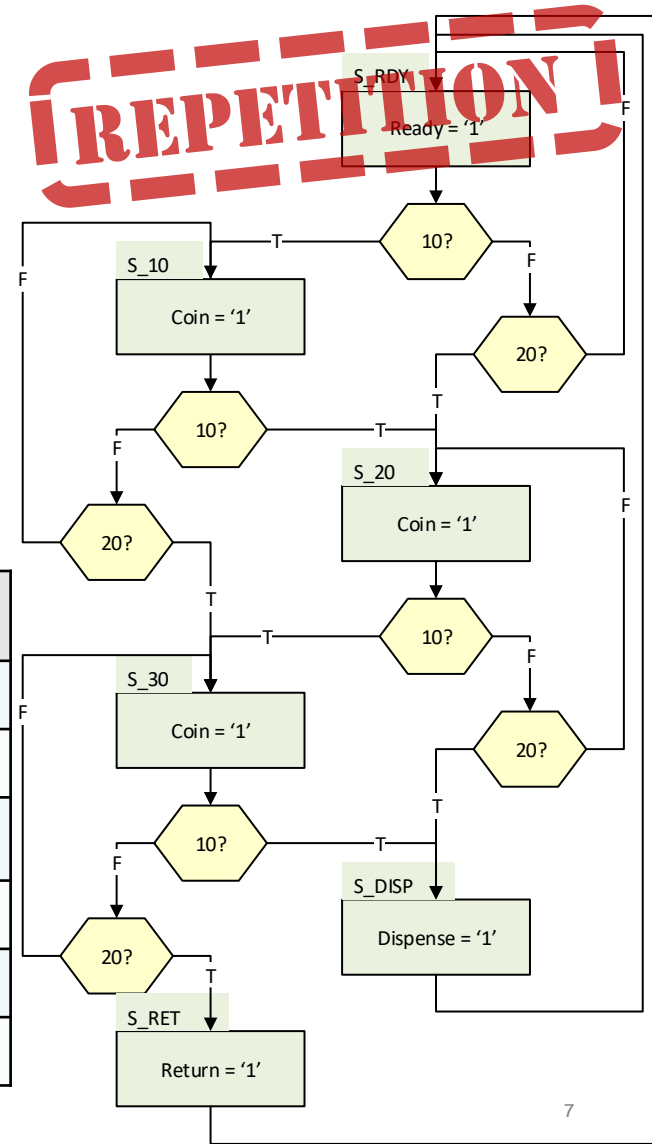 REPETITION
S_RDY
Ready = ‘1’
F
10?
T
F
S_10
F
Coin = ‘1’
20?
T
10?
T
F
S_20
F
Coin = ‘1’
20?
T
10?
T
F
S_30
F
Coin = ‘1’
20?
T
10?
T
F
S_DISP
Dispense = ‘1’
20?
T
S_RET
Return = ‘1’
7